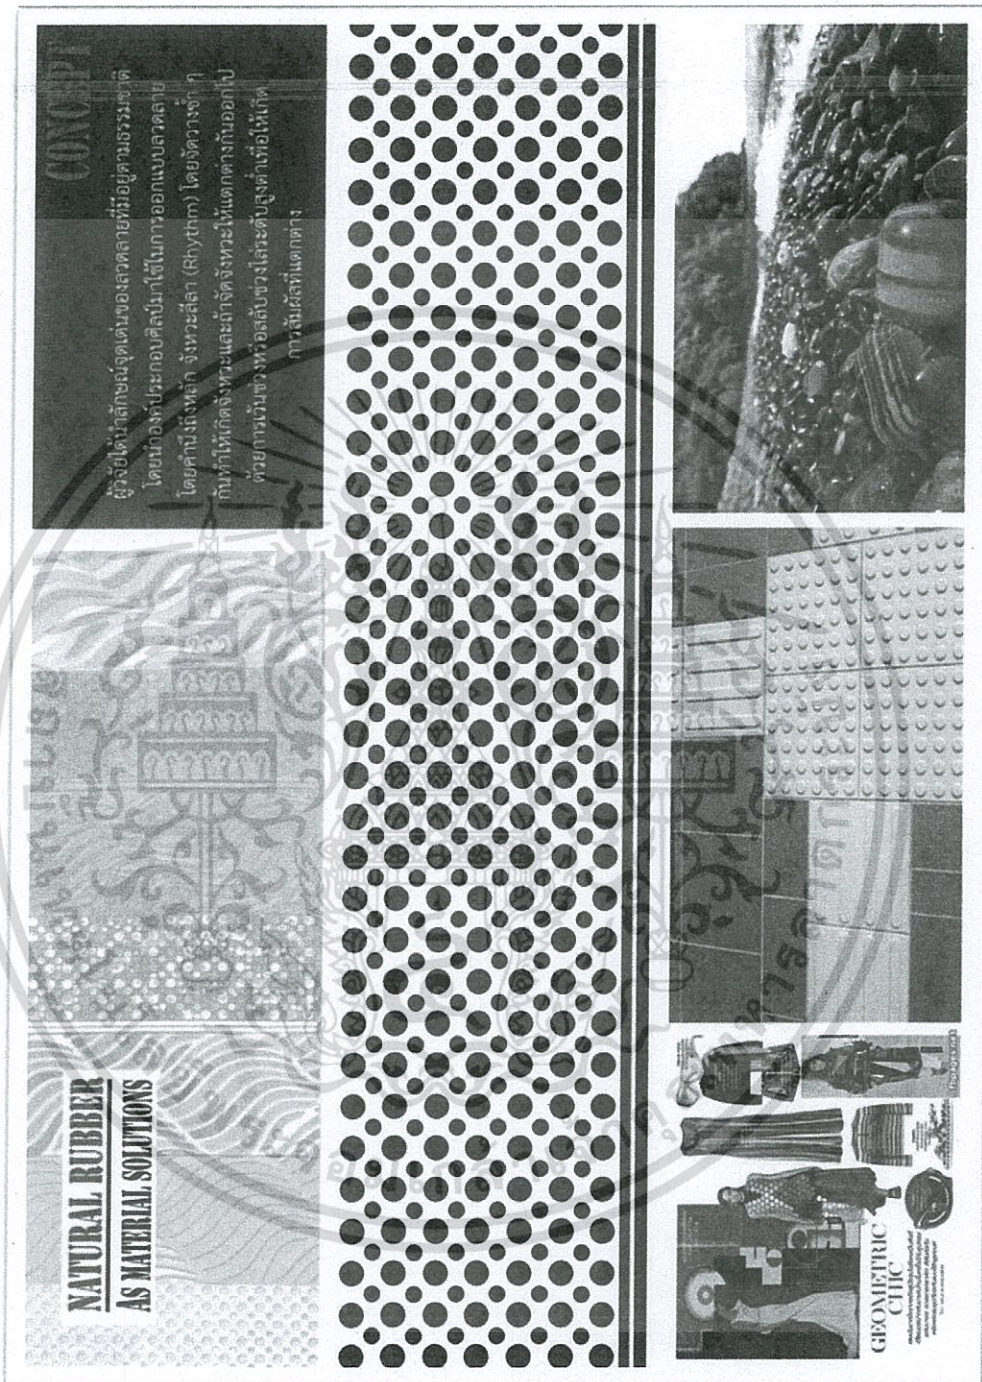 NATURAL RUBBER
AS MATERIAL SOLUTIONS
CONCEPT
ผู้วิจัยได้นำลักษณ์จุดเด่นของลวดลายที่มีอยู่ตามธรรมชาติ
โดยนำองค์ประกอบศิลป์มาใช้ในการออกแบบลวดลาย
โดยคำนึงถึงหลัก จังหวะลีลา (Rhythm) โดยจัดวางซ้ำ ๆ
กันทำให้เกิดจังหวะและถ้าจัดจังหวะให้แตกต่างกันออกไป
ด้วยการเว้นช่วงหรือสลับช่วงไล่ระดับสูงต่ำเพื่อให้เกิด
การสัมผัสที่แตกต่าง
GEOMETRIC
CHIC